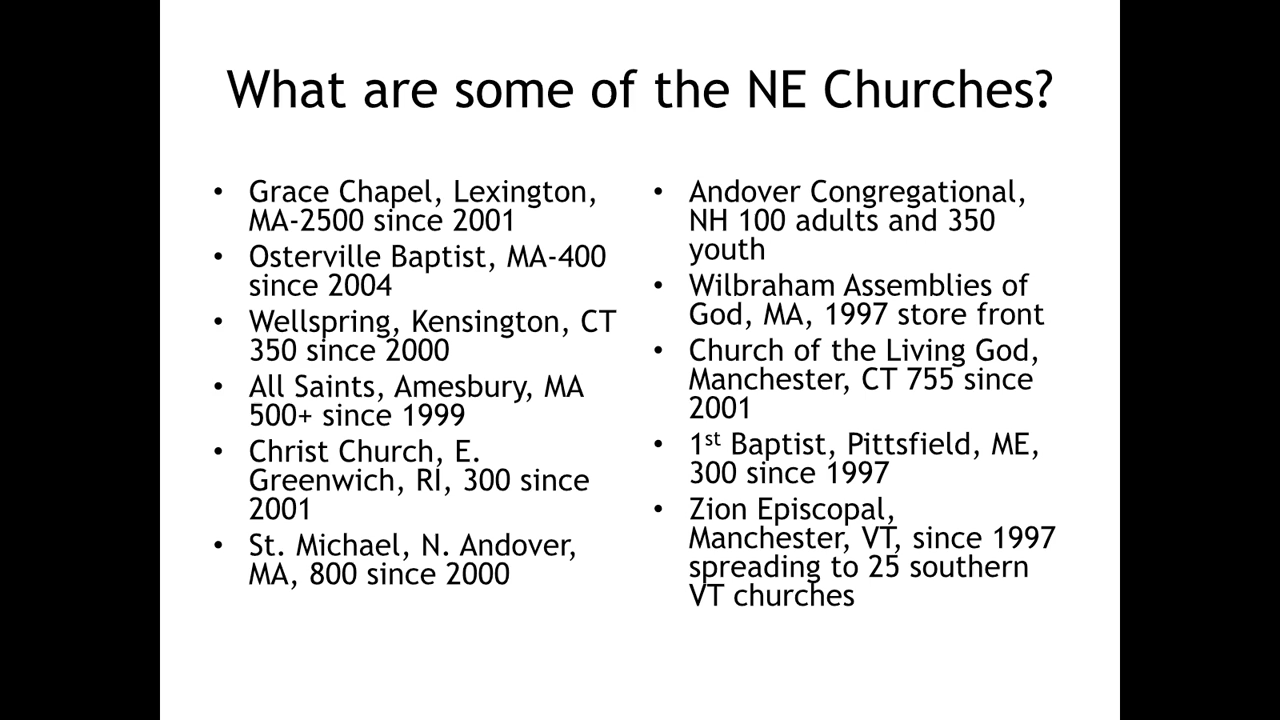 What are some of the NE Churches?
• Grace Chapel, Lexington,
MA-2500 since 2001
• Osterville Baptist, MA-400
since 2004
• Wellspring, Kensington, CT
350 since 2000
• All Saints, Amesbury, MA
500+ since 1999
• Christ Church, E.
Greenwich, RI, 300 since
2001
• St. Michael, N. Andover,
MA, 800 since 2000
• Andover Congregational,
NH 100 adults and 350
youth
• Wilbraham Assemblies of
God, MA, 1997 store front
• Church of the Living God,
Manchester, CT 755 since
2001
• 1st Baptist, Pittsfield, ME,
300 since 1997
• Zion Episcopal,
Manchester, VT, since 1997
spreading to 25 southern
VT churches